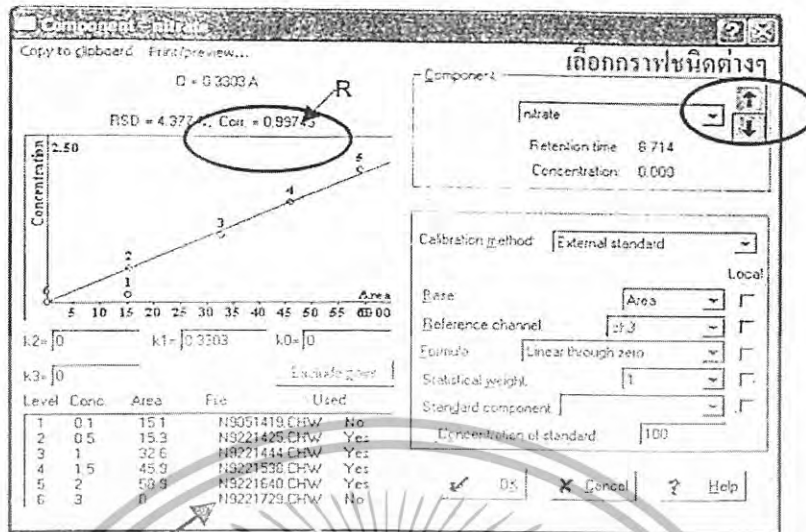 Component - nitrate
Copy to clipboard Print/preview...
เลือกกราฟชนิดต่างๆ
Q = 0.3303 A
R
RSD = 4.377 Corr. = 0.99745
Concentration
2.50
1
2
3
4
5
6
Area
5 10 15 20 25 30 35 40 45 50 55 60.00
k2= 0 k1= 0.3303 k0= 0
k3= 0
Level Conc. Area File Used
1 0.1 15.1 N9051419.CHW No
2 0.5 15.3 N9221425.CHW Yes
3 1 32.6 N9221444.CHW Yes
4 1.5 45.9 N9221538.CHW Yes
5 2 58.9 N9221640.CHW Yes
6 3 0 N9221729.CHW No
Component
nitrate
Retention time 6.714
Concentration: 0.000
Calibration method: External standard
Local
Base Area
Reference channel ch3
Formula Linear through zero
Statistical weight 1
Standard component
Concentration of standard: 100
OK Cancel ? Help